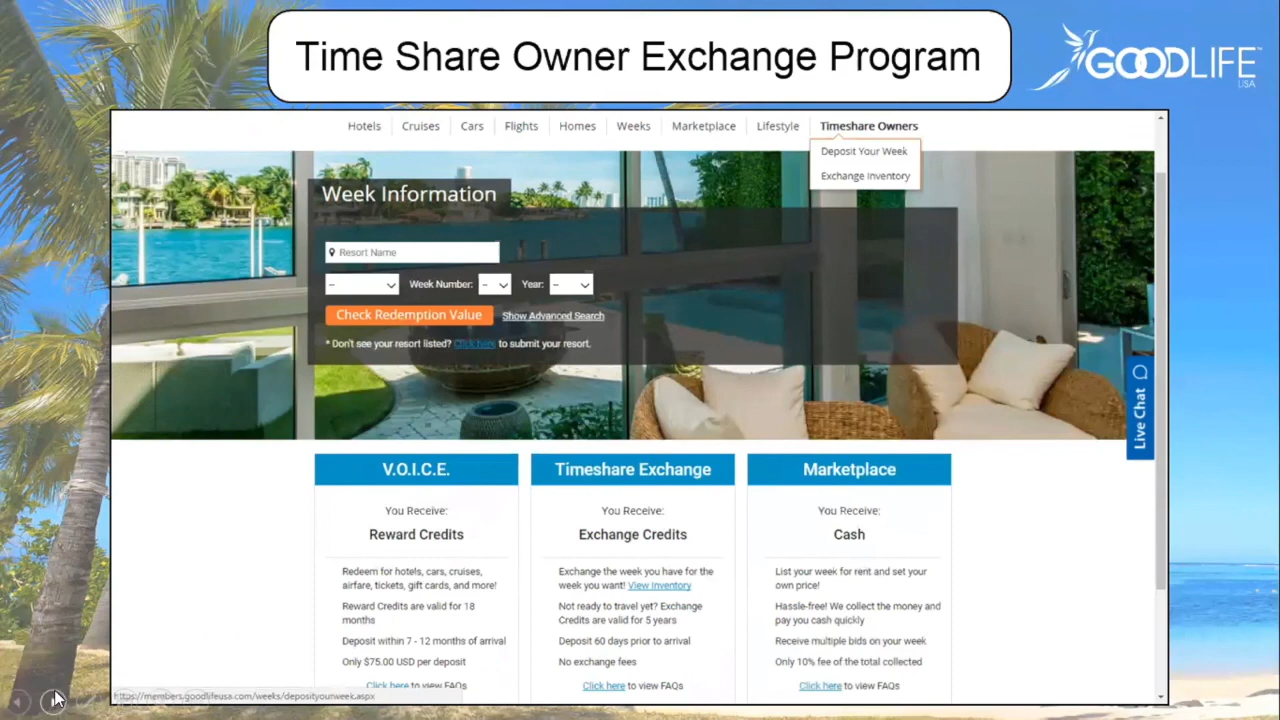 Time Share Owner Exchange Program
GOODLIFE
USA
Hotels
Cruises
Cars
Flights
Homes
Weeks
Marketplace
Lifestyle
Timeshare Owners
Deposit Your Week
Exchange Inventory
Week Information
Resort Name
– Week Number: – Year: –
Check Redemption Value Show Advanced Search
* Don't see your resort listed? Click here to submit your resort.
Live Chat
V.O.I.C.E.
You Receive:
Reward Credits
Redeem for hotels, cars, cruises,
airfare, tickets, gift cards, and more!
Reward Credits are valid for 18
months
Deposit within 7 - 12 months of arrival
Only $75.00 USD per deposit
Click here to view FAQs
Timeshare Exchange
You Receive:
Exchange Credits
Exchange the week you have for the
week you want! View Inventory
Not ready to travel yet? Exchange
Credits are valid for 5 years
Deposit 60 days prior to arrival
No exchange fees
Click here to view FAQs
Marketplace
You Receive:
Cash
List your week for rent and set your
own price!
Hassle-free! We collect the money and
pay you cash quickly
Receive multiple bids on your week
Only 10% fee of the total collected
Click here to view FAQs
https://members.goodlifeusa.com/weeks/deposityourweek.aspx